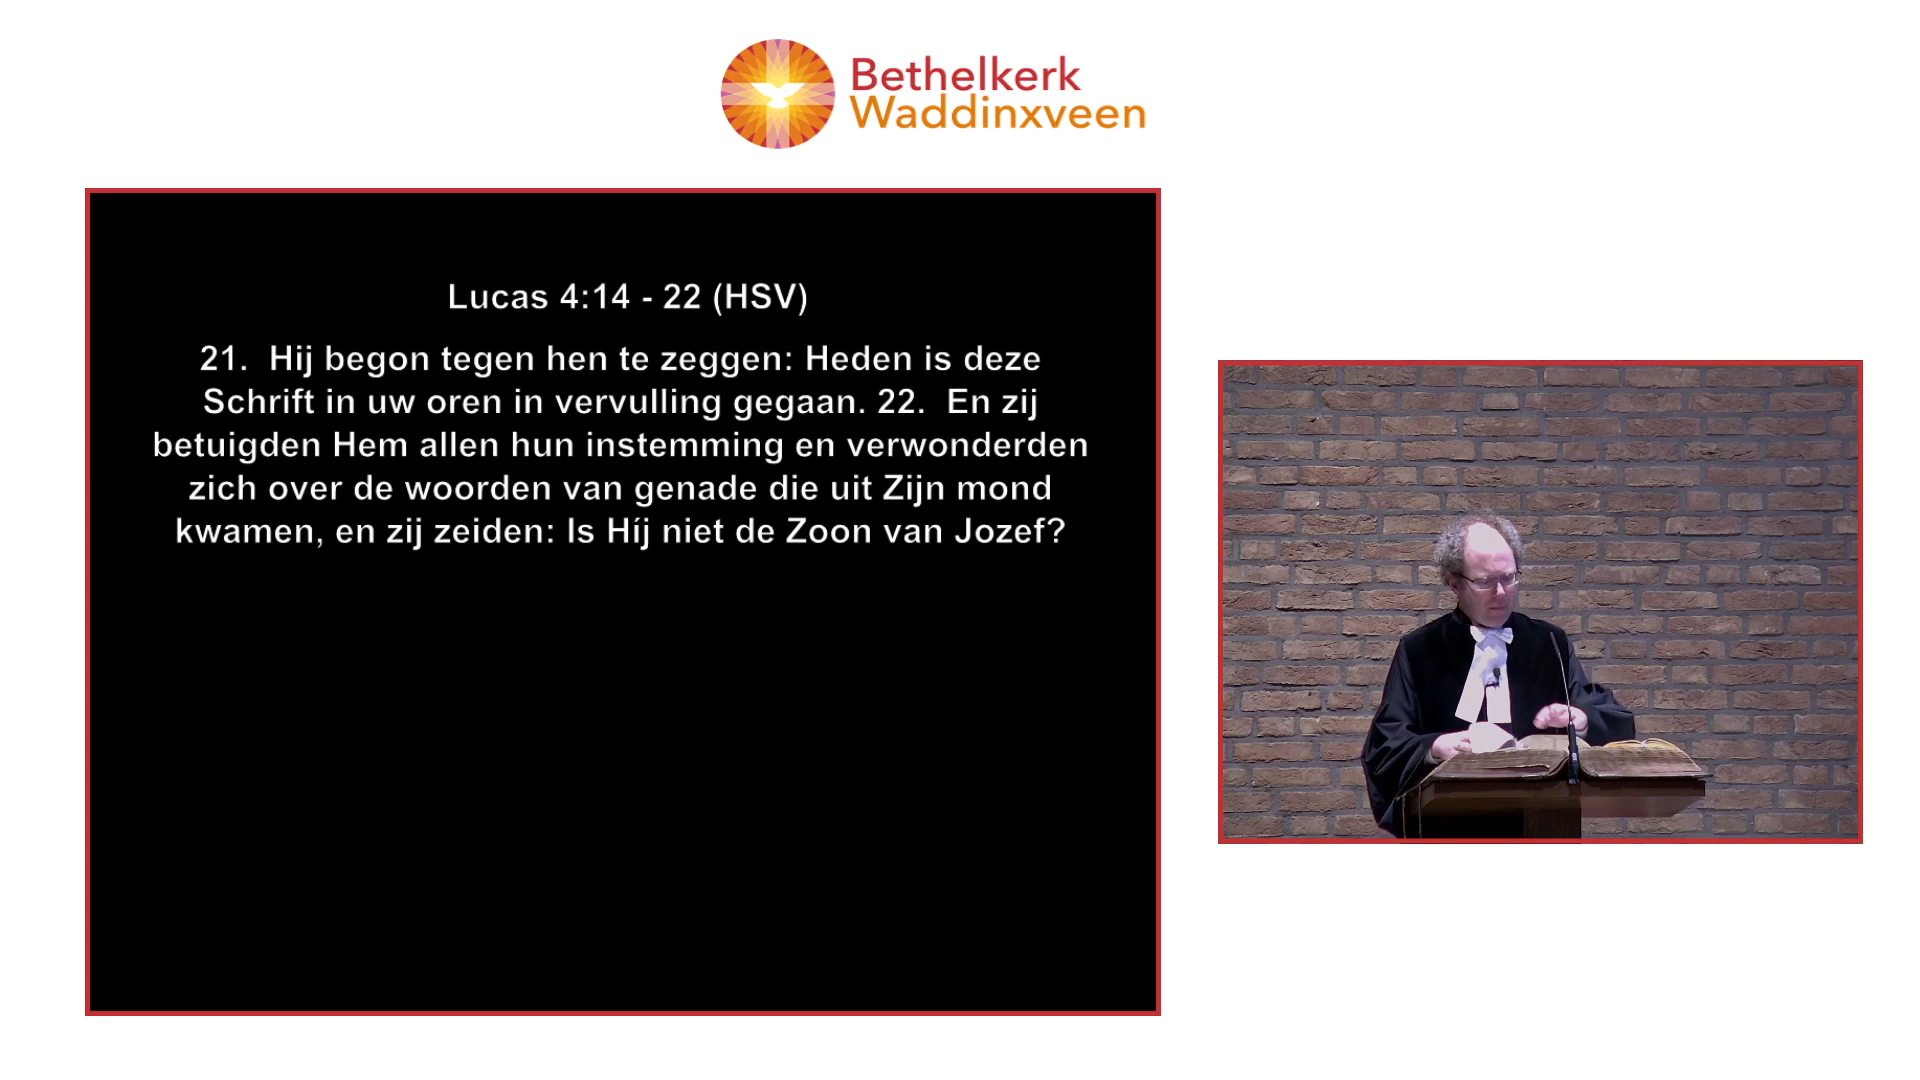 Bethelkerk
Waddinxveen
Lucas 4:14 - 22 (HSV)
21.  Hij begon tegen hen te zeggen: Heden is deze
Schrift in uw oren in vervulling gegaan. 22.  En zij
betuigden Hem allen hun instemming en verwonderden
zich over de woorden van genade die uit Zijn mond
kwamen, en zij zeiden: Is Híj niet de Zoon van Jozef?